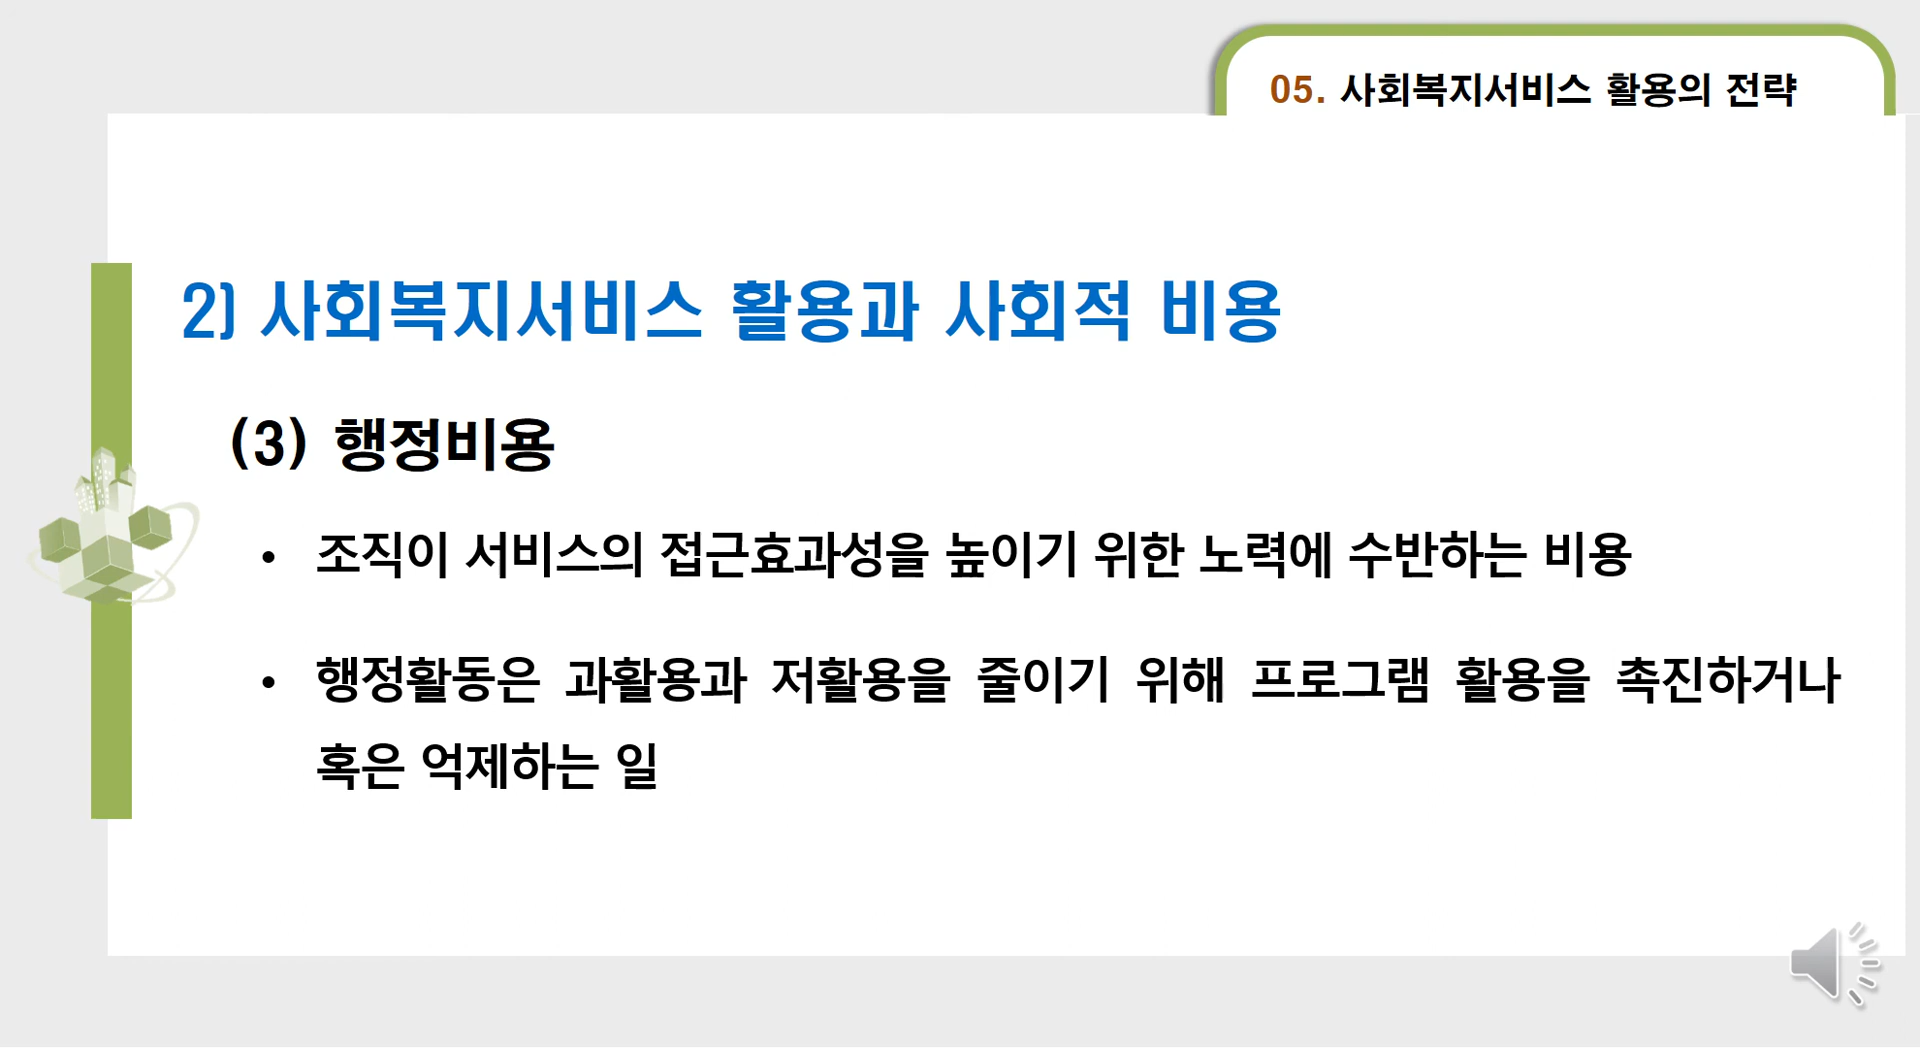 05. 사회복지서비스 활용의 전략
2) 사회복지서비스 활용과 사회적 비용
(3) 행정비용
• 조직이 서비스의 접근효과성을 높이기 위한 노력에 수반하는 비용
• 행정활동은 과활용과 저활용을 줄이기 위해 프로그램 활용을 촉진하거나
혹은 억제하는 일